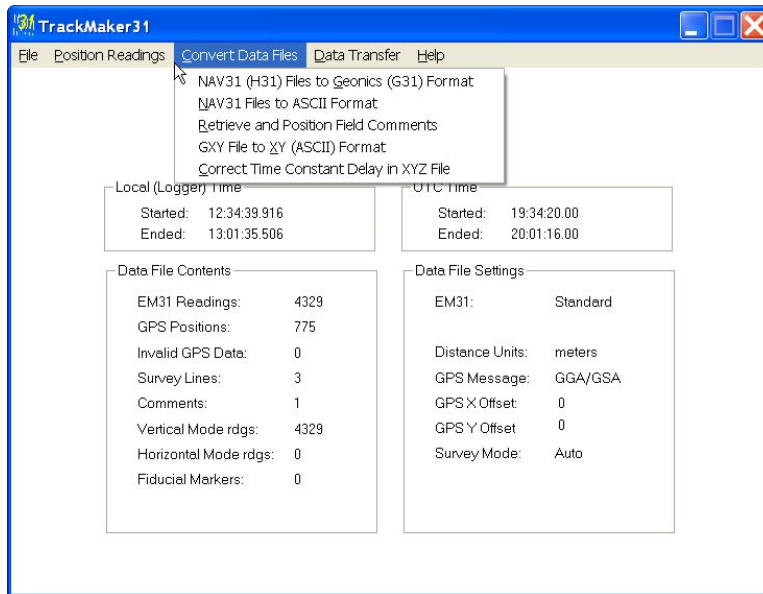 TrackMaker31
File Position Readings Convert Data Files Data Transfer Help
NAV31 (H31) Files to Geonics (G31) Format
NAV31 Files to ASCII Format
Retrieve and Position Field Comments
GXY File to XY (ASCII) Format
Correct Time Constant Delay in XYZ File
Local (Logger) Time
Started: 12:34:39.916
Ended: 13:01:35.506
UTC Time
Started: 19:34:20.00
Ended: 20:01:16.00
Data File Contents
EM31 Readings: 4329
GPS Positions: 775
Invalid GPS Data: 0
Survey Lines: 3
Comments: 1
Vertical Mode rdgs: 4329
Horizontal Mode rdgs: 0
Fiducial Markers: 0
Data File Settings
EM31: Standard
Distance Units: meters
GPS Message: GGA/GSA
GPS X Offset: 0
GPS Y Offset 0
Survey Mode: Auto